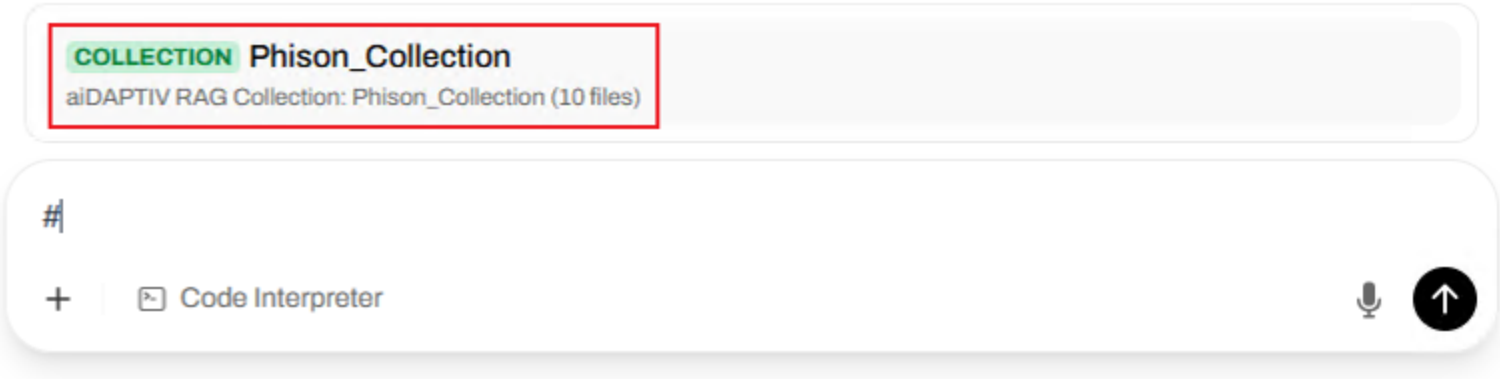 COLLECTION Phison_Collection
aiDAPTIV RAG Collection: Phison_Collection (10 files)
#
Code Interpreter